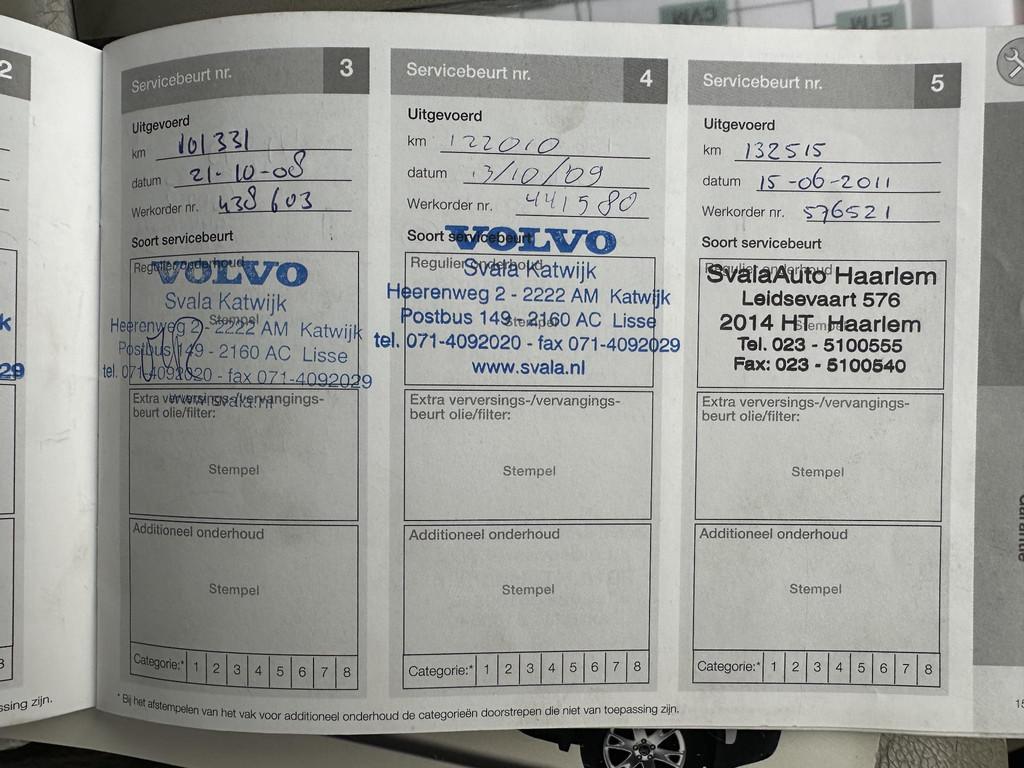 2
Servicebeurt nr. 3
Uitgevoerd
km 101331
datum 21-10-08
Werkorder nr. 438603
Soort servicebeurt
Regulier onderhoud
VOLVO
Svala Katwijk
Stempel
Heerenweg 2 - 2222 AM Katwijk
Postbus 149 - 2160 AC Lisse
tel. 071-4092020 - fax 071-4092029
www.svala.nl
Extra verversings-/vervangings-
beurt olie/filter:
Stempel
Additioneel onderhoud
Stempel
Categorie:* 1 2 3 4 5 6 7 8
Servicebeurt nr. 4
Uitgevoerd
km 122010
datum 13/10/09
Werkorder nr. 441580
Soort servicebeurt
VOLVO
Regulier onderhoud
Svala Katwijk
Heerenweg 2 - 2222 AM Katwijk
Stempel
Postbus 149 - 2160 AC Lisse
tel. 071-4092020 - fax 071-4092029
www.svala.nl
Extra verversings-/vervangings-
beurt olie/filter:
Stempel
Additioneel onderhoud
Stempel
Categorie:* 1 2 3 4 5 6 7 8
Servicebeurt nr. 5
Uitgevoerd
km 132515
datum 15-06-2011
Werkorder nr. 576521
Soort servicebeurt
Regulier onderhoud
SvalaAuto Haarlem
Leidsevaart 576
Stempel
2014 HT Haarlem
Tel. 023 - 5100555
Fax: 023 - 5100540
Extra verversings-/vervangings-
beurt olie/filter:
Stempel
Additioneel onderhoud
Stempel
Categorie:* 1 2 3 4 5 6 7 8
* Bij het afstempelen van het vak voor additioneel onderhoud de categorieën doorstrepen die niet van toepassing zijn.
k
29
zijn.
15